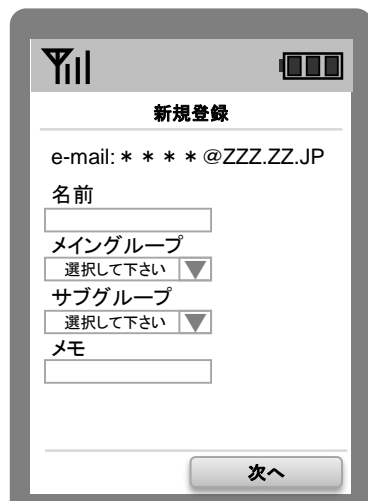 新規登録
e-mail:＊＊＊＊@ZZZ.ZZ.JP
名前
メイングループ
選択して下さい
サブグループ
選択して下さい
メモ
次へ